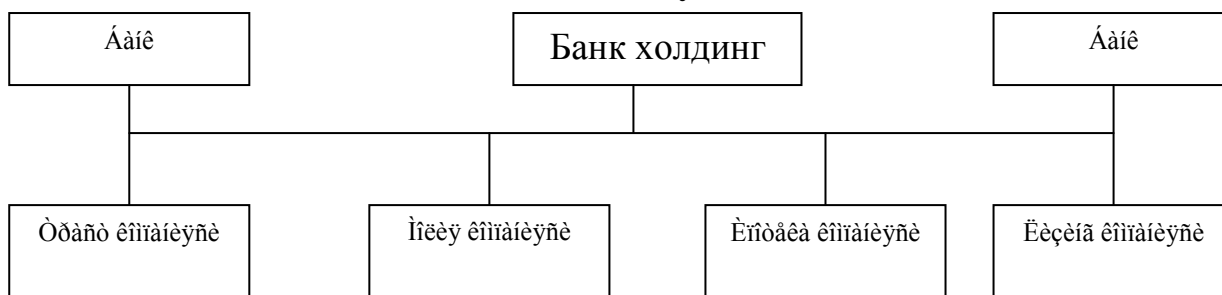 Áàíê
Банк холдинг
Áàíê
Òðàñò êîìïàíèÿñè
Ìîëèÿ êîìïàíèÿñè
Èïîòåêà êîìïàíèÿñè
Ëèçèíã êîìïàíèÿñè